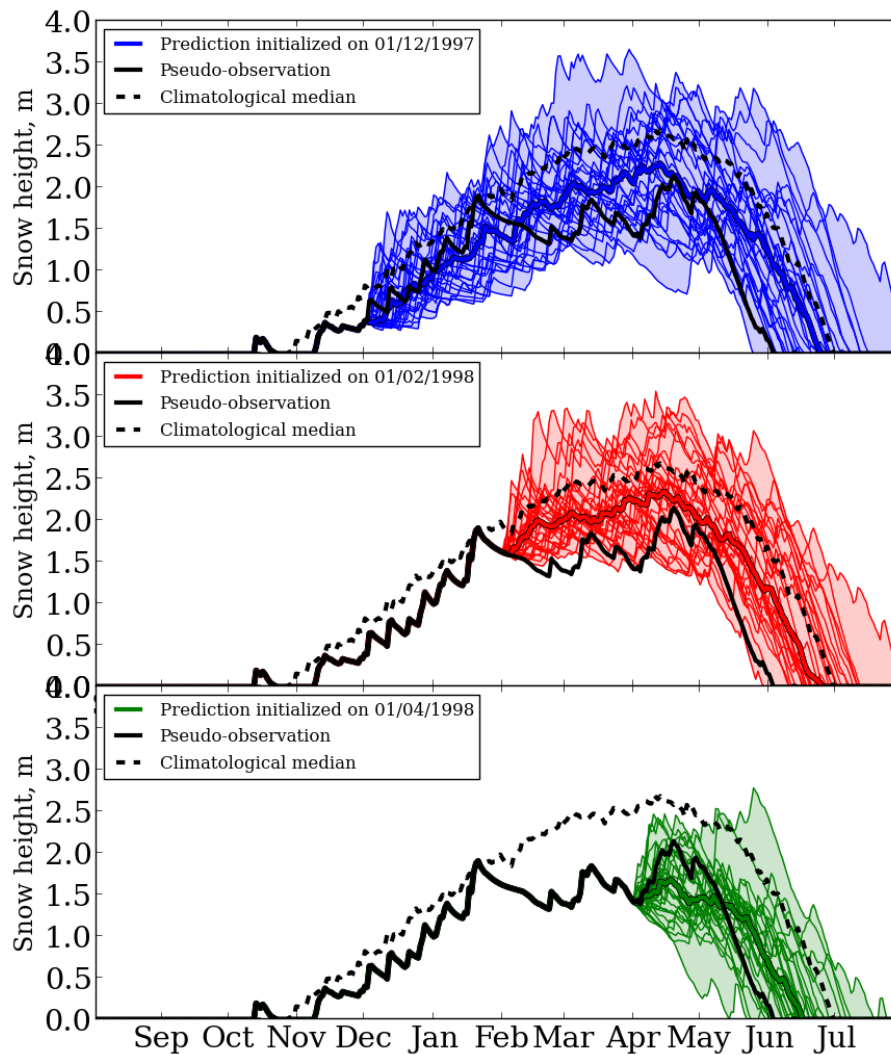 4.0
Prediction initialized on 01/12/1997
Pseudo-observation
Climatological median
3.5
3.0
2.5
2.0
1.5
1.0
0.5
0.0
Snow height, m
4.0
Prediction initialized on 01/02/1998
Pseudo-observation
Climatological median
3.5
3.0
2.5
2.0
1.5
1.0
0.5
0.0
Snow height, m
4.0
Prediction initialized on 01/04/1998
Pseudo-observation
Climatological median
3.5
3.0
2.5
2.0
1.5
1.0
0.5
0.0
Snow height, m
Sep Oct Nov Dec Jan Feb Mar Apr May Jun Jul